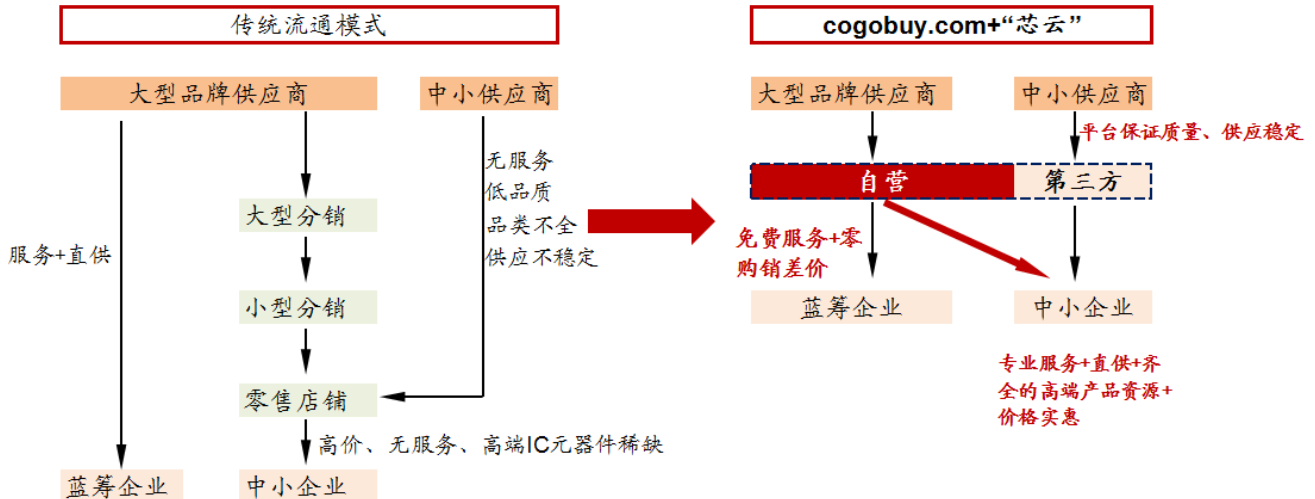 传统流通模式
大型品牌供应商
中小供应商
无服务
低品质
品类不全
供应不稳定
大型分销
服务+直供
小型分销
零售店铺
高价、无服务、高端IC元器件稀缺
蓝筹企业
中小企业
cogobuy.com+“芯云”
大型品牌供应商
中小供应商
平台保证质量、供应稳定
自营
第三方
免费服务+零
购销差价
蓝筹企业
中小企业
专业服务+直供+齐
全的高端产品资源+
价格实惠